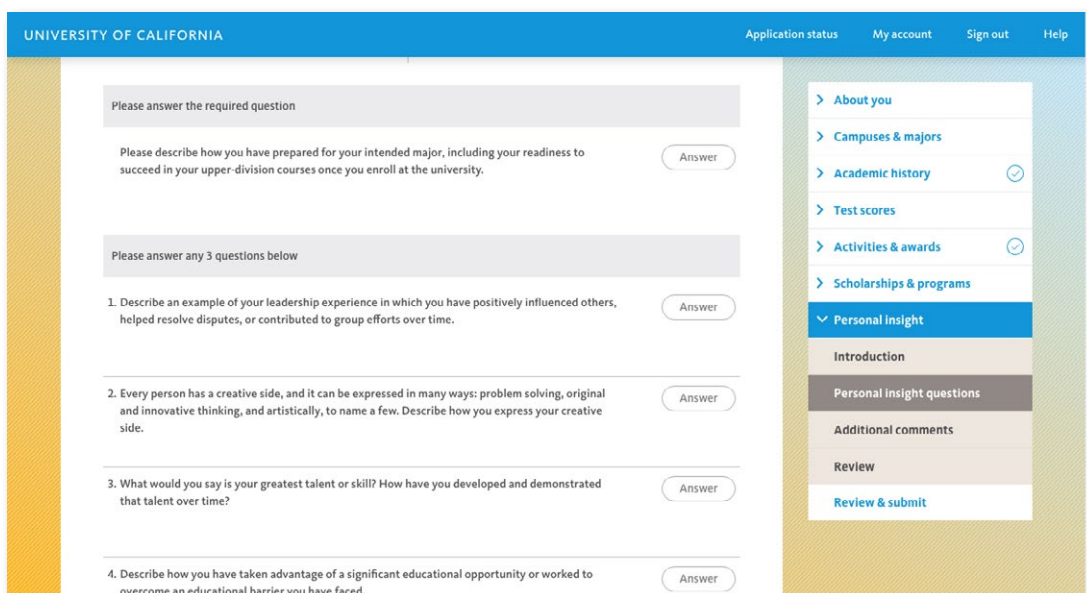 UNIVERSITY OF CALIFORNIA
Application status
My account
Sign out
Help
Please answer the required question
Please describe how you have prepared for your intended major, including your readiness to
succeed in your upper-division courses once you enroll at the university.
Answer
Please answer any 3 questions below
1. Describe an example of your leadership experience in which you have positively influenced others,
helped resolve disputes, or contributed to group efforts over time.
Answer
2. Every person has a creative side, and it can be expressed in many ways: problem solving, original
and innovative thinking, and artistically, to name a few. Describe how you express your creative
side.
Answer
3. What would you say is your greatest talent or skill? How have you developed and demonstrated
that talent over time?
Answer
4. Describe how you have taken advantage of a significant educational opportunity or worked to
overcome an educational barrier you have faced
Answer
About you
Campuses & majors
Academic history
Test scores
Activities & awards
Scholarships & programs
Personal insight
Introduction
Personal insight questions
Additional comments
Review
Review & submit